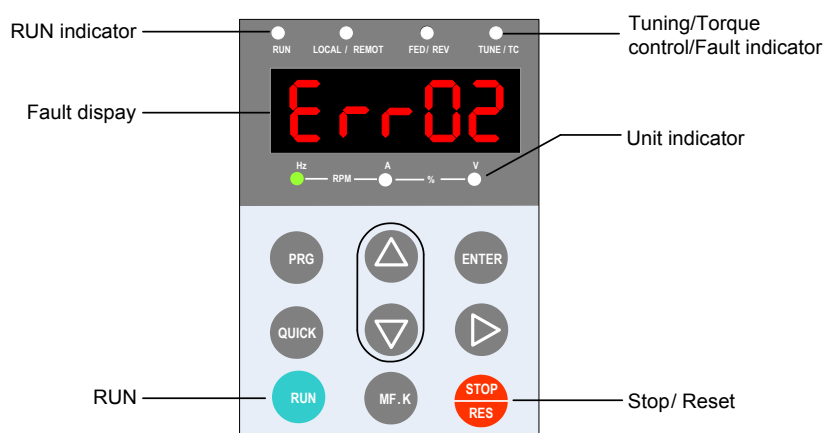 RUN indicator
Tuning/Torque
control/Fault indicator
RUN
LOCAL / REMOT
FED/ REV
TUNE / TC
Fault dispay
Err02
Unit indicator
Hz
RPM
A
%
V
PRG
ENTER
QUICK
RUN
RUN
MF.K
STOP
RES
Stop/ Reset